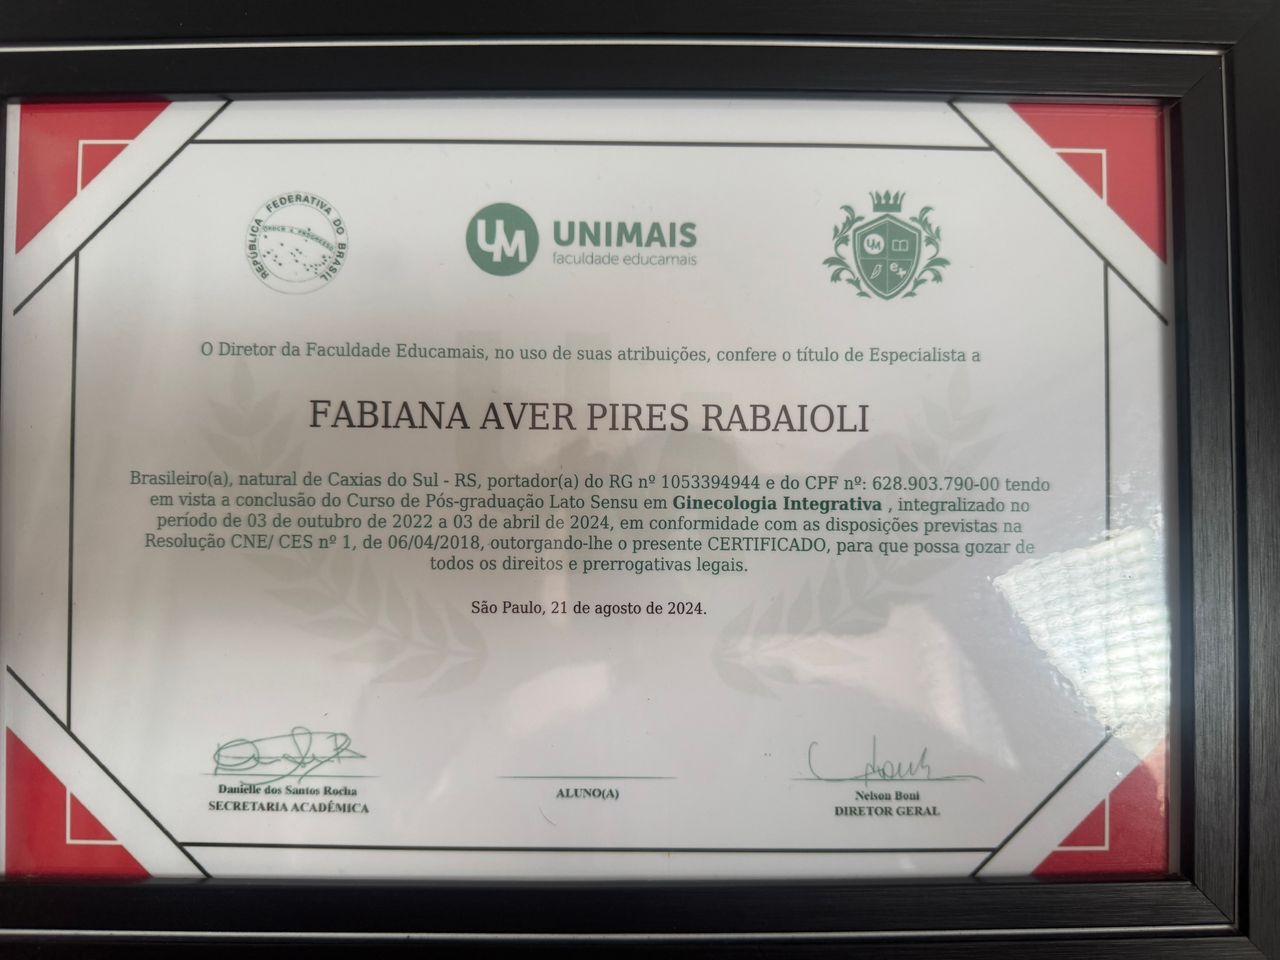 REPÚBLICA FEDERATIVA DO BRASIL
ORDEM E PROGRESSO
UM
UNIMAIS
faculdade educamais
UM
O Diretor da Faculdade Educamais, no uso de suas atribuições, confere o título de Especialista a
FABIANA AVER PIRES RABAIOLI
Brasileiro(a), natural de Caxias do Sul - RS, portador(a) do RG nº 1053394944 e do CPF nº: 628.903.790-00 tendo
em vista a conclusão do Curso de Pós-graduação Lato Sensu em Ginecologia Integrativa , integralizado no
período de 03 de outubro de 2022 a 03 de abril de 2024, em conformidade com as disposições previstas na
Resolução CNE/ CES nº 1, de 06/04/2018, outorgando-lhe o presente CERTIFICADO, para que possa gozar de
todos os direitos e prerrogativas legais.
São Paulo, 21 de agosto de 2024.
Danielle dos Santos Rocha
SECRETARIA ACADÊMICA
ALUNO(A)
Nelson Boni
DIRETOR GERAL